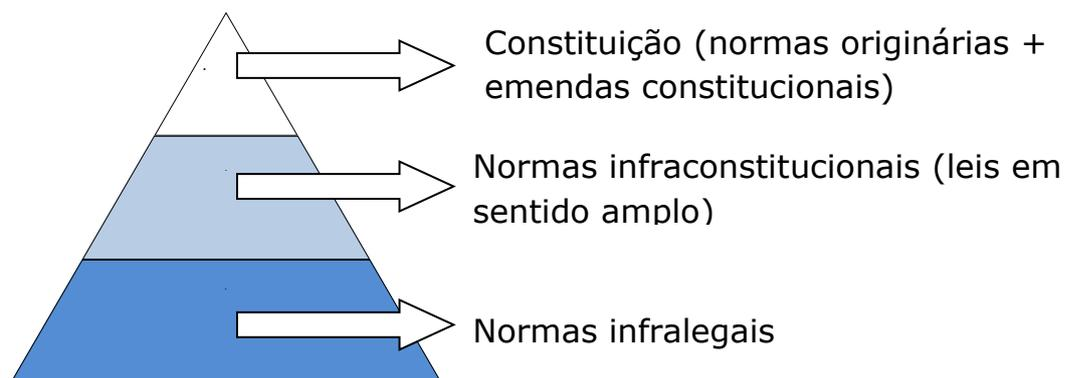 Constituição (normas originárias +
emendas constitucionais)
Normas infraconstitucionais (leis em
sentido amplo)
Normas infralegais